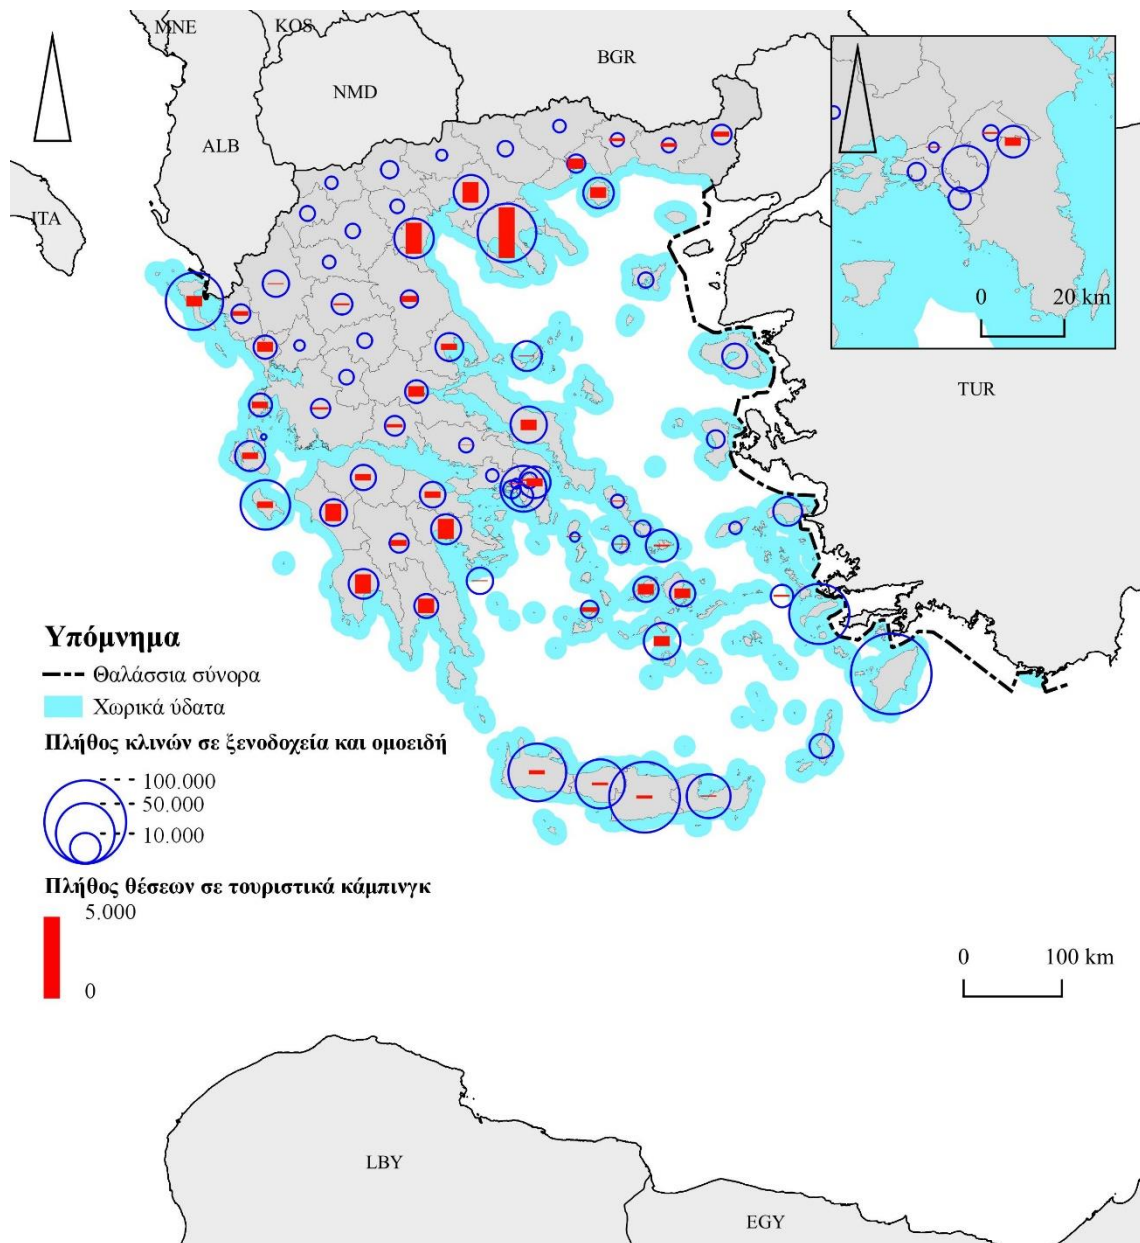 MNE
KOS
BGR
NMD
ALB
ITA
0 20 km
TUR
Υπόμνημα
Θαλάσσια σύνορα
Χωρικά ύδατα
Πλήθος κλινών σε ξενοδοχεία και ομοειδή
100.000
50.000
10.000
Πλήθος θέσεων σε τουριστικά κάμπινγκ
5.000
0
0 100 km
LBY
EGY